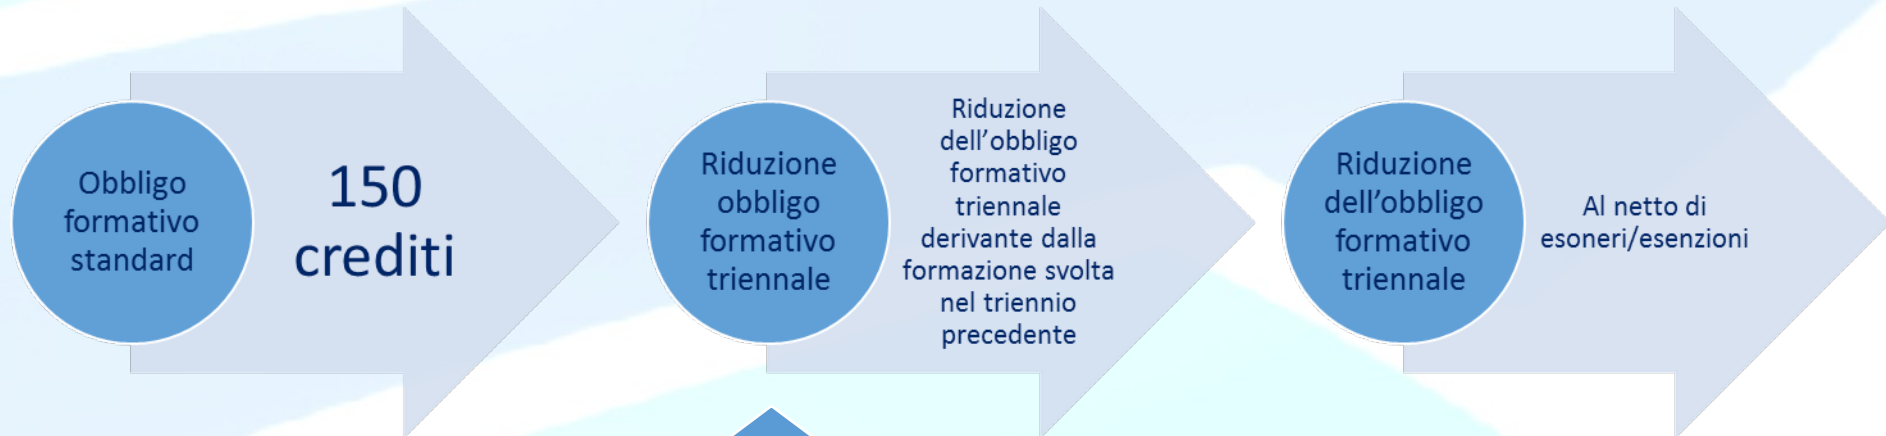 Obbligo
formativo
standard
150
crediti
Riduzione
obbligo
formativo
triennale
Riduzione
dell’obbligo
formativo
triennale
derivante dalla
formazione svolta
nel triennio
precedente
Riduzione
dell’obbligo
formativo
triennale
Al netto di
esoneri/esenzioni